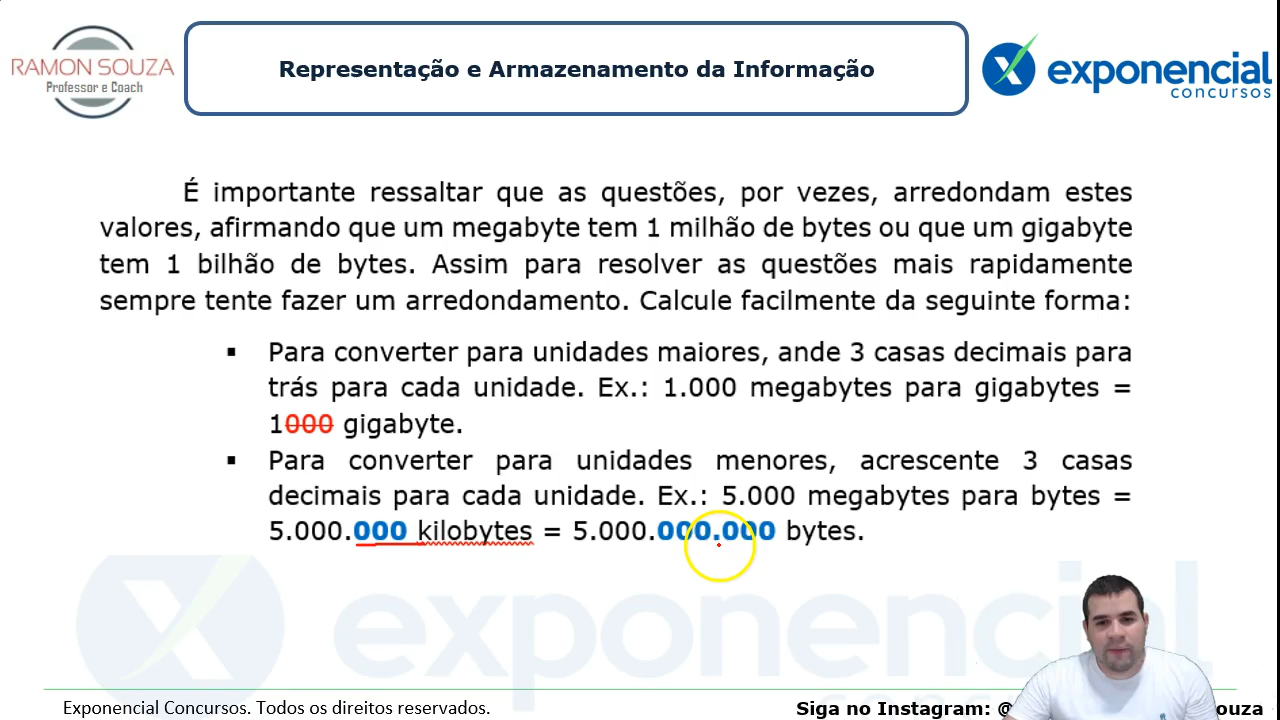 RAMON SOUZA
Professor e Coach
Representação e Armazenamento da Informação
exponencial
concursos
É importante ressaltar que as questões, por vezes, arredondam estes
valores, afirmando que um megabyte tem 1 milhão de bytes ou que um gigabyte
tem 1 bilhão de bytes. Assim para resolver as questões mais rapidamente
sempre tente fazer um arredondamento. Calcule facilmente da seguinte forma:
▪ Para converter para unidades maiores, ande 3 casas decimais para
trás para cada unidade. Ex.: 1.000 megabytes para gigabytes =
1000 gigabyte.
▪ Para converter para unidades menores, acrescente 3 casas
decimais para cada unidade. Ex.: 5.000 megabytes para bytes =
5.000.000 kilobytes = 5.000.000.000 bytes.
exponencial
Exponencial Concursos. Todos os direitos reservados.
Siga no Instagram: @ ouza